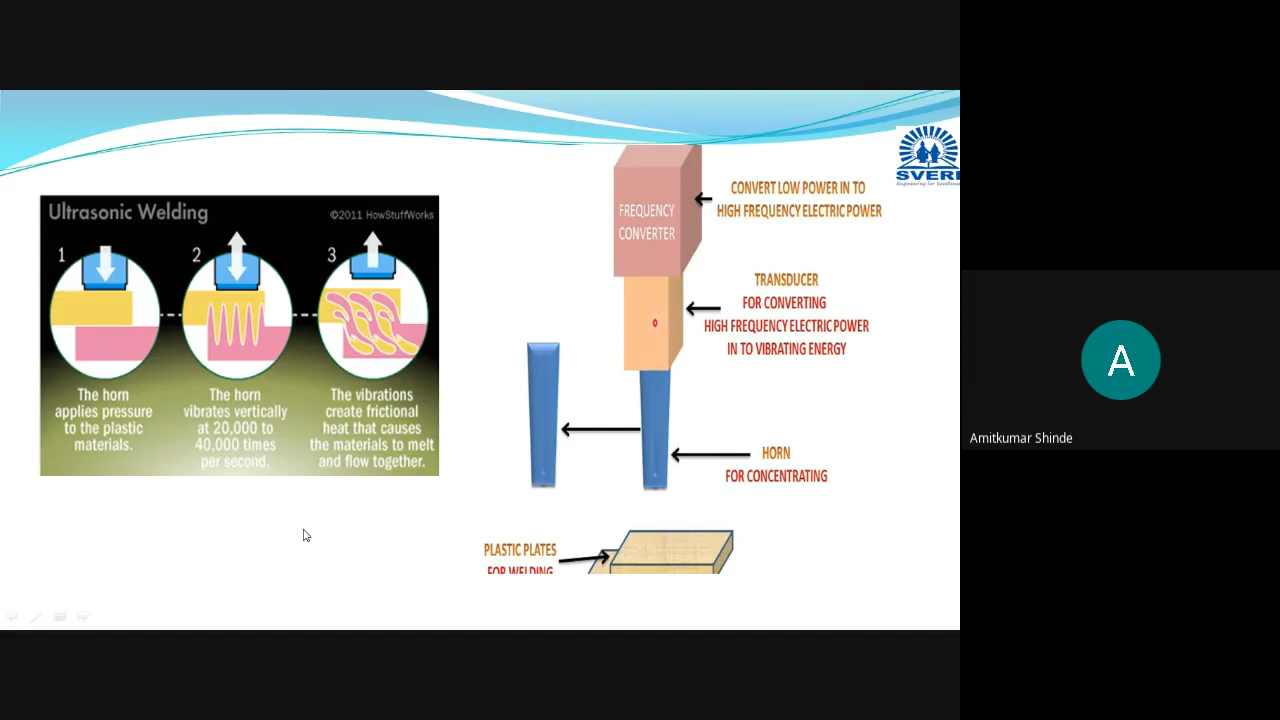 Ultrasonic Welding
©2011 HowStuffWorks
1
2
3
The horn
applies pressure
to the plastic
materials.
The horn
vibrates vertically
at 20,000 to
40,000 times
per second.
The vibrations
create frictional
heat that causes
the materials to melt
and flow together.
FREQUENCY
CONVERTER
CONVERT LOW POWER IN TO
HIGH FREQUENCY ELECTRIC POWER
TRANSDUCER
FOR CONVERTING
HIGH FREQUENCY ELECTRIC POWER
IN TO VIBRATING ENERGY
HORN
FOR CONCENTRATING
PLASTIC PLATES
FOR WELDING
SVERI
Engineering for Excellence
A
Amitkumar Shinde